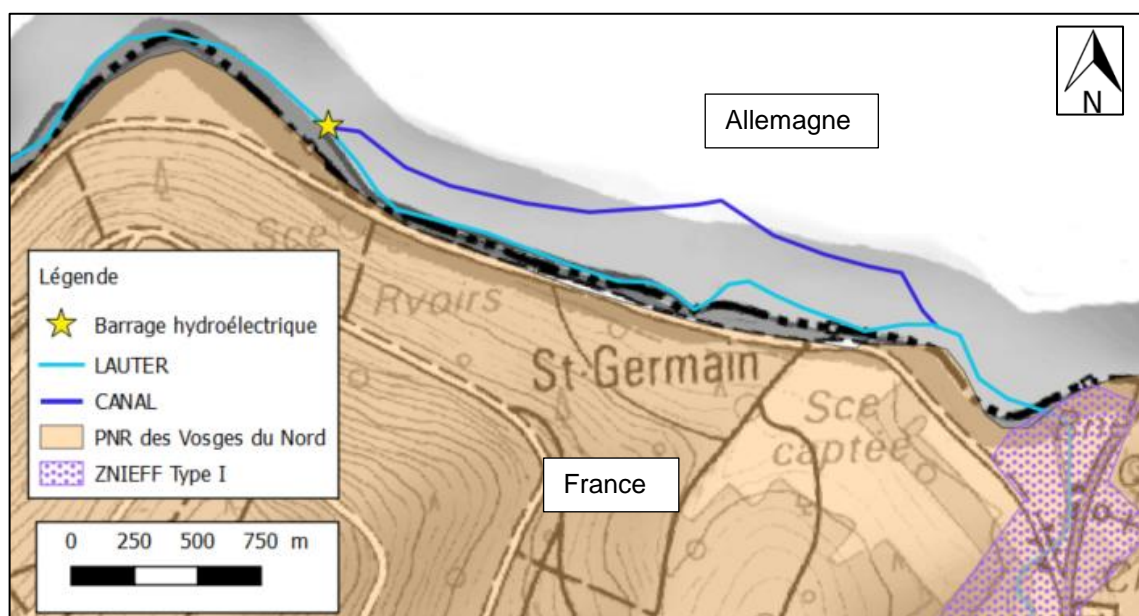 N
Allemagne
Sce
Rvoirs
St-Germain
Sce
captée
France
Légende
Barrage hydroélectrique
LAUTER
CANAL
PNR des Vosges du Nord
ZNIEFF Type I
0 250 500 750 m